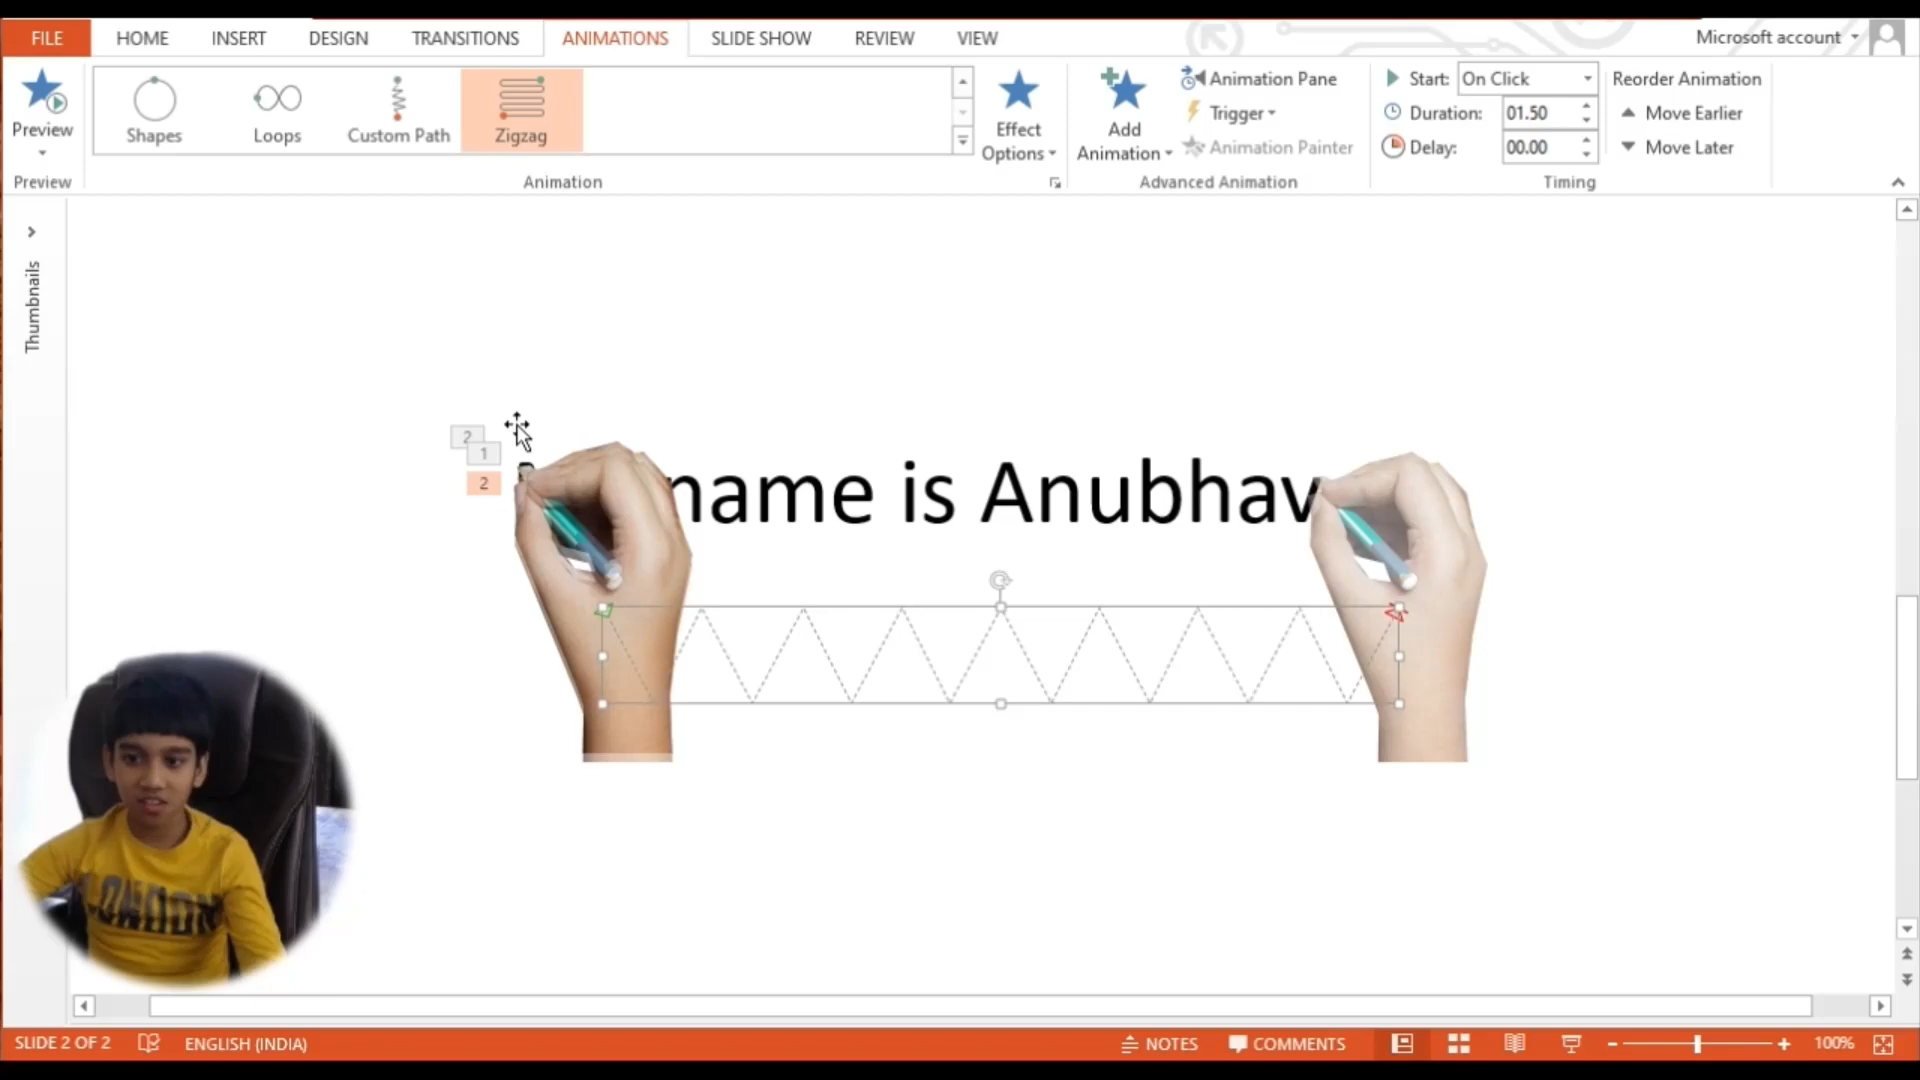 FILE HOME INSERT DESIGN TRANSITIONS ANIMATIONS SLIDE SHOW REVIEW VIEW Microsoft account
Preview Shapes Loops Custom Path Zigzag Effect Options Add Animation Animation Pane Trigger Animation Painter Start: On Click Duration: 01.50 Delay: 00.00 Reorder Animation Move Earlier Move Later
Preview Animation Advanced Animation Timing
Thumbnails
2
1
2
name is Anubhav
LONDON
SLIDE 2 OF 2 ENGLISH (INDIA) NOTES COMMENTS 100%